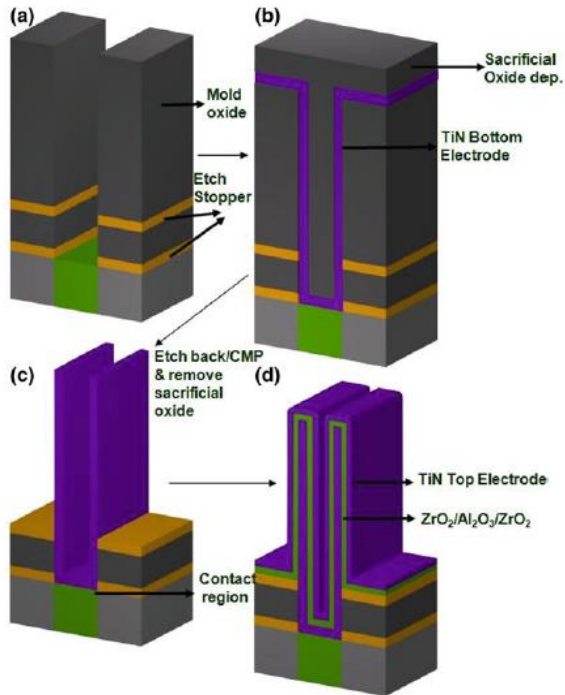 (a)
Mold
oxide
Etch
Stopper
(b)
Sacrificial
Oxide dep.
TiN Bottom
Electrode
Etch back/CMP
& remove
sacrificial
oxide
(c)
Contact
region
(d)
TiN Top Electrode
ZrO₂/Al₂O₃/ZrO₂